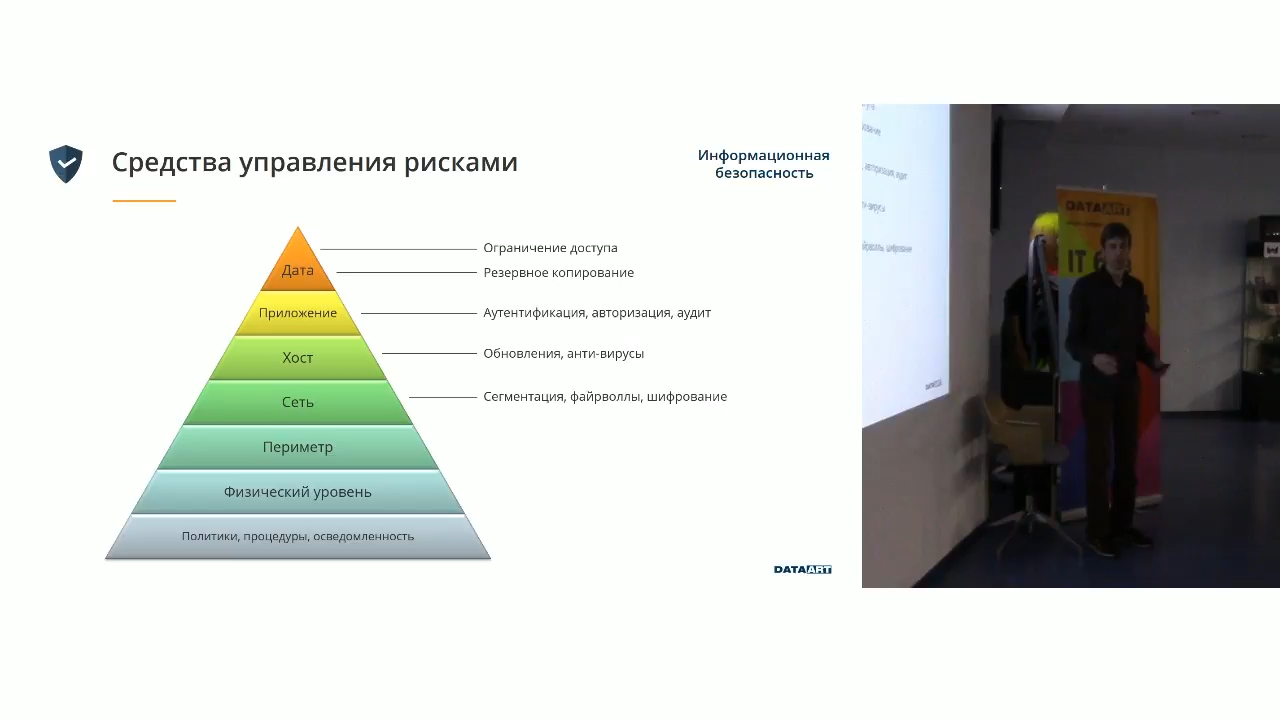 Средства управления рисками
Информационная
безопасность
Ограничение доступа
Дата
Резервное копирование
Приложение
Аутентификация, авторизация, аудит
Хост
Обновления, анти-вирусы
Сеть
Сегментация, файрволлы, шифрование
Периметр
Физический уровень
Политики, процедуры, осведомленность
DATAART
DATAART
IT